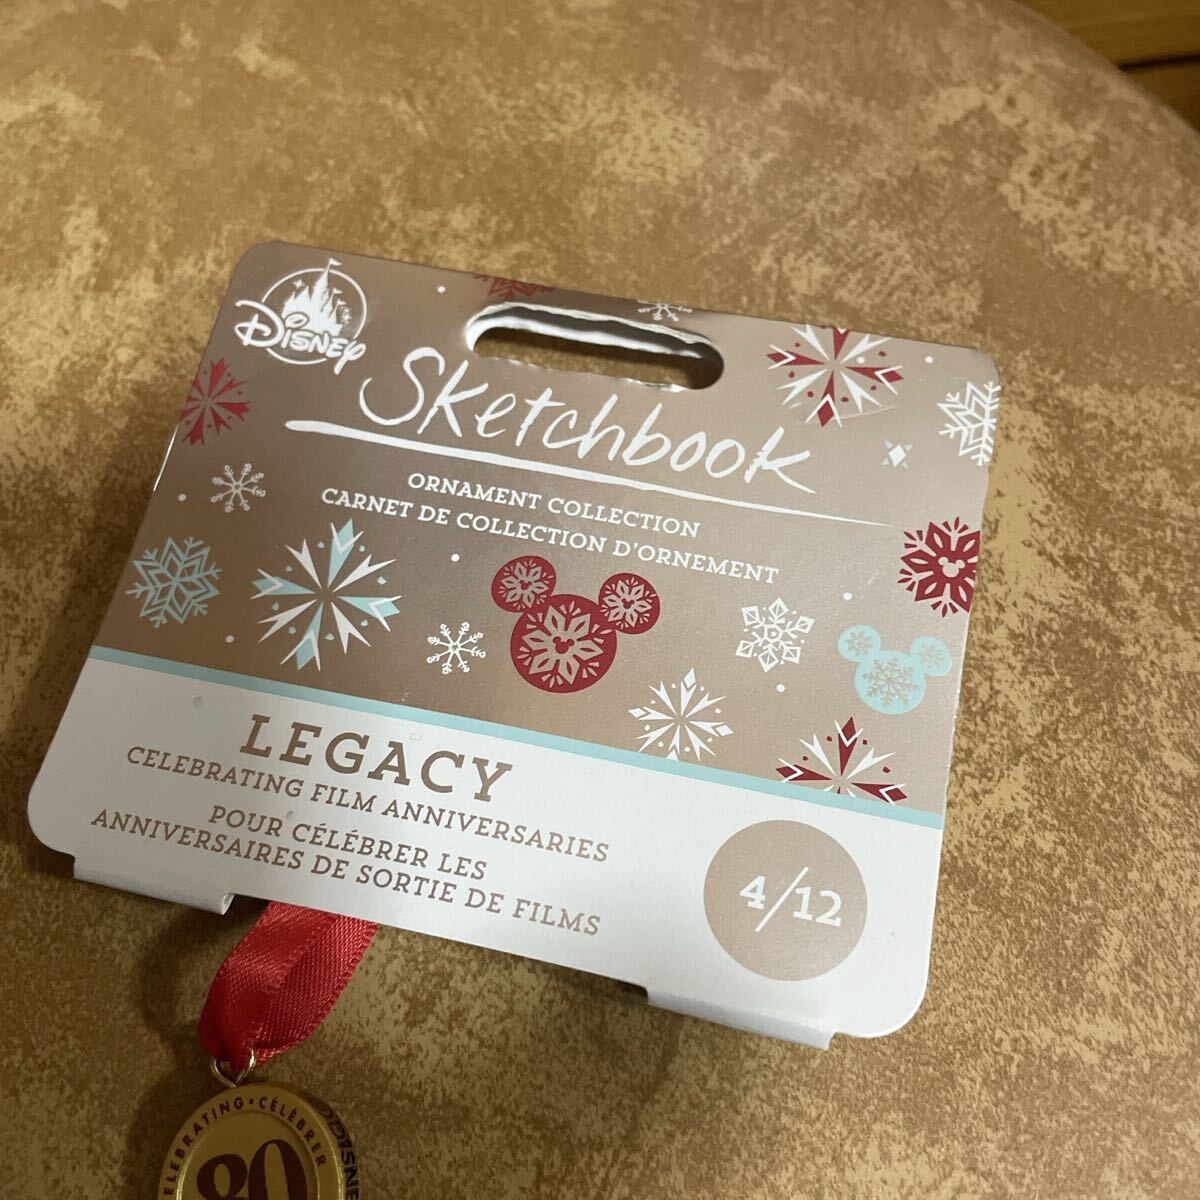 Disney
Sketchbook
ORNAMENT COLLECTION
CARNET DE COLLECTION D'ORNEMENT
LEGACY
CELEBRATING FILM ANNIVERSARIES
POUR CÉLÉBRER LES
ANNIVERSAIRES DE SORTIE DE FILMS
4/12
CELEBRATING • CÉLÉBRER
80
DISNE